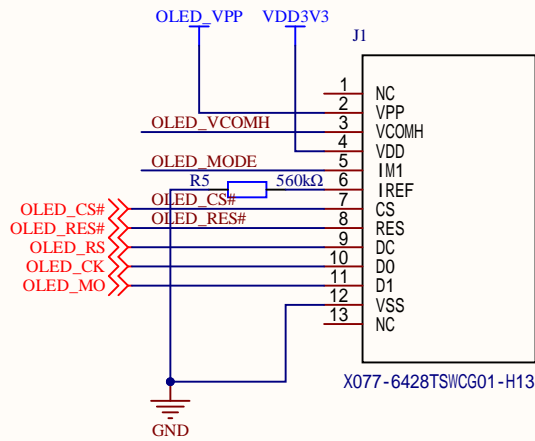 OLED_VPP VDD3V3
J1
1 NC
2 VPP
OLED_VCOMH 3 VCOMH
4 VDD
OLED_MODE 5 IM1
R5 560kΩ 6 IREF
OLED_CS# OLED_CS# 7 CS
OLED_RES# OLED_RES# 8 RES
OLED_RS 9 DC
OLED_CK 10 D0
OLED_MO 11 D1
12 VSS
13 NC
X077-6428TSWCG01-H13
GND